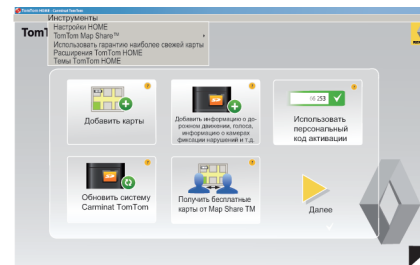 TomTom HOME - Carminat TomTom
Инструменты
TomT
Настройки HOME
TomTom Map Share™
Использовать гарантию наиболее свежей карты
Расширения TomTom HOME
Темы TomTom HOME
Добавить карты
Добавить информацию о до-
рожном движении, голоса,
информацию о камерах
фиксации нарушений и т.д.
253
Использовать
персональный
код активации
Обновить систему
Carminat TomTom
Получить бесплатные
карты от Map Share TM
Далее